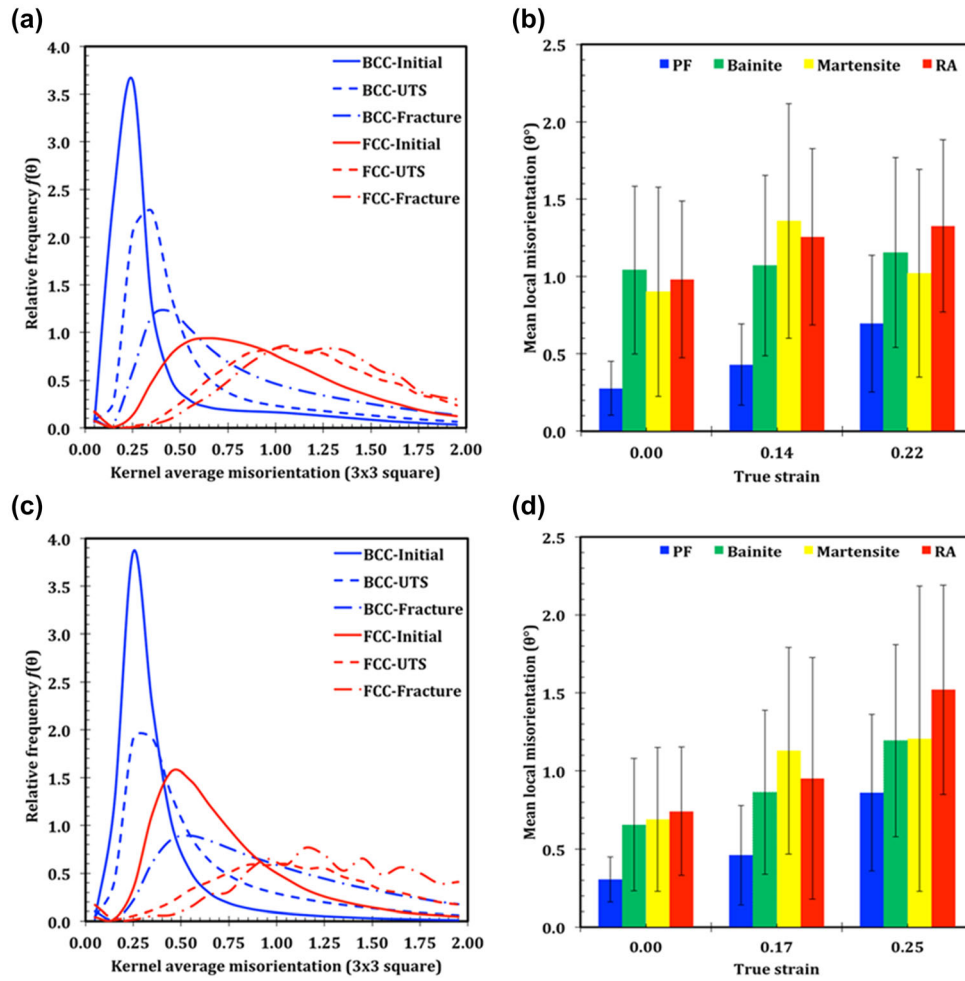 (a)
4.0
3.5
3.0
2.5
2.0
1.5
1.0
0.5
0.0
Relative frequency f(θ)
BCC-Initial
BCC-UTS
BCC-Fracture
FCC-Initial
FCC-UTS
FCC-Fracture
0.00 0.25 0.50 0.75 1.00 1.25 1.50 1.75 2.00
Kernel average misorientation (3x3 square)
(b)
2.5
2.0
1.5
1.0
0.5
0.0
Mean local misorientation (θ°)
PF Bainite Martensite RA
0.00 0.14 0.22
True strain
(c)
4.0
3.5
3.0
2.5
2.0
1.5
1.0
0.5
0.0
Relative frequency f(θ)
BCC-Initial
BCC-UTS
BCC-Fracture
FCC-Initial
FCC-UTS
FCC-Fracture
0.00 0.25 0.50 0.75 1.00 1.25 1.50 1.75 2.00
Kernel average misorientation (3x3 square)
(d)
2.5
2.0
1.5
1.0
0.5
0.0
Mean local misorientation (θ°)
PF Bainite Martensite RA
0.00 0.17 0.25
True strain